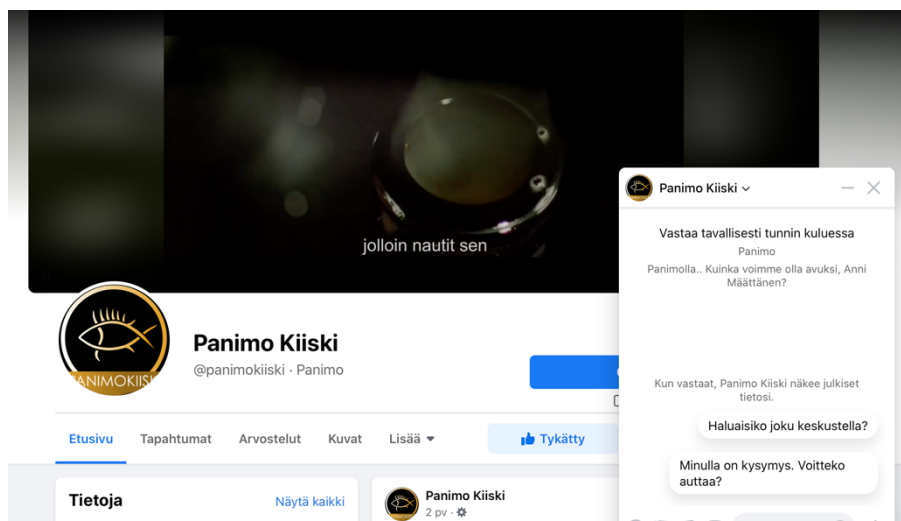 jolloin nautit sen
PANIMOKIISKI
Panimo Kiiski
@panimokiiski · Panimo
Etusivu
Tapahtumat
Arvostelut
Kuvat
Lisää
Tykätty
Tietoja
Näytä kaikki
Panimo Kiiski
2 pv
Panimo Kiiski
Vastaa tavallisesti tunnin kuluessa
Panimo
Panimolla.. Kuinka voimme olla avuksi, Anni
Määttänen?
Kun vastaat, Panimo Kiiski näkee julkiset
tietosi.
Haluaisiko joku keskustella?
Minulla on kysymys. Voitteko
auttaa?